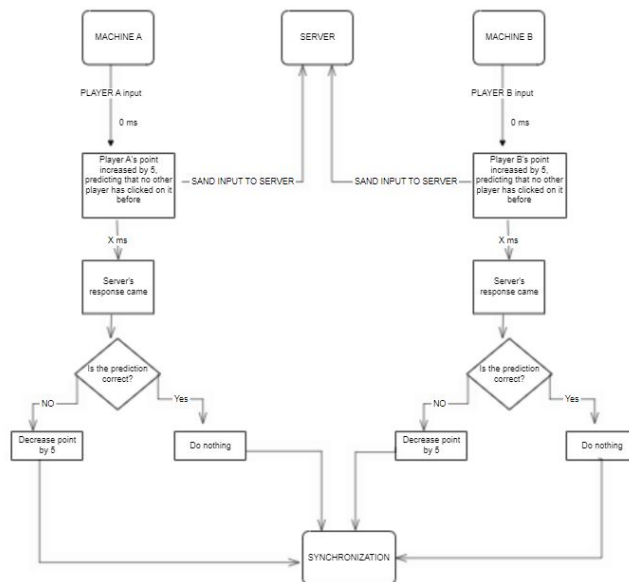 MACHINE A
SERVER
MACHINE B
PLAYER A input
PLAYER B input
0 ms
0 ms
Player A's point
increased by 5,
predicting that no other
player has clicked on it
before
SAND INPUT TO SERVER
SAND INPUT TO SERVER
Player B's point
increased by 5,
predicting that no other
player has clicked on it
before
X ms
X ms
Server's
response came
Server's
response came
Is the prediction
correct?
Is the prediction
correct?
NO
Yes
NO
Yes
Decrease point
by 5
Do nothing
Decrease point
by 5
Do nothing
SYNCHRONIZATION